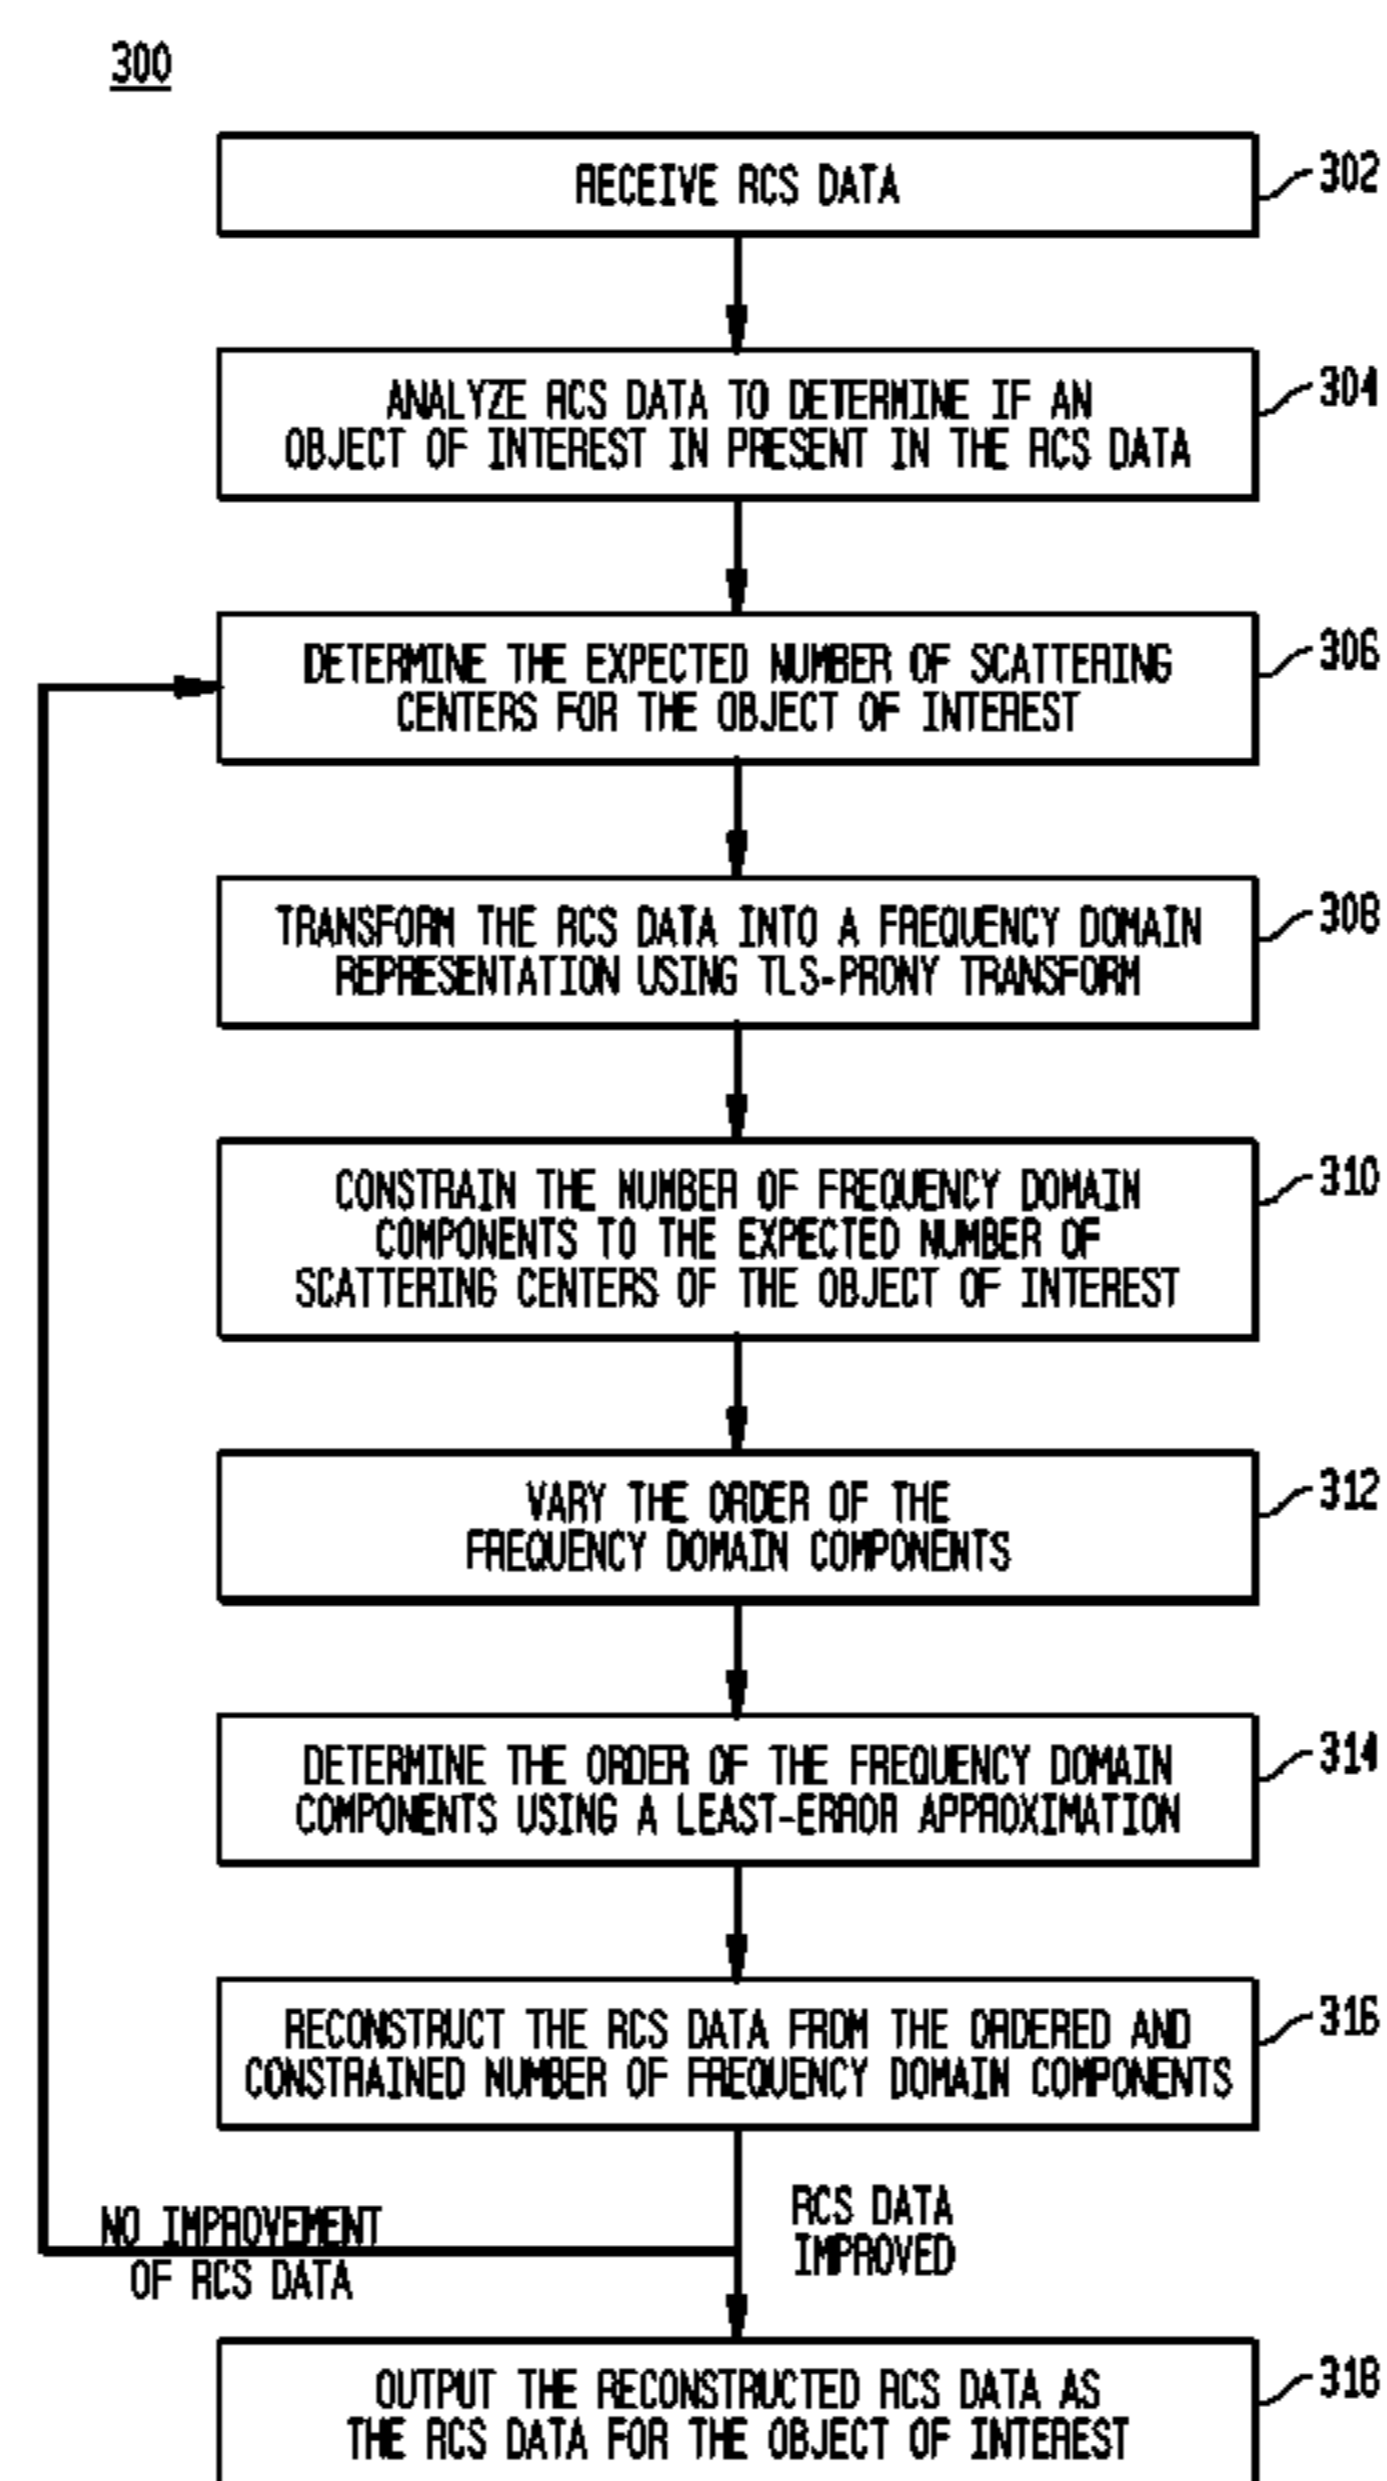 300
RECEIVE RCS DATA
302
ANALYZE RCS DATA TO DETERMINE IF AN
OBJECT OF INTEREST IN PRESENT IN THE RCS DATA
304
DETERMINE THE EXPECTED NUMBER OF SCATTERING
CENTERS FOR THE OBJECT OF INTEREST
306
TRANSFORM THE RCS DATA INTO A FREQUENCY DOMAIN
REPRESENTATION USING TLS-PRONY TRANSFORM
308
CONSTRAIN THE NUMBER OF FREQUENCY DOMAIN
COMPONENTS TO THE EXPECTED NUMBER OF
SCATTERING CENTERS OF THE OBJECT OF INTEREST
310
VARY THE ORDER OF THE
FREQUENCY DOMAIN COMPONENTS
312
DETERMINE THE ORDER OF THE FREQUENCY DOMAIN
COMPONENTS USING A LEAST-ERROR APPROXIMATION
314
RECONSTRUCT THE RCS DATA FROM THE ORDERED AND
CONSTRAINED NUMBER OF FREQUENCY DOMAIN COMPONENTS
316
NO IMPROVEMENT
OF RCS DATA
RCS DATA
IMPROVED
OUTPUT THE RECONSTRUCTED RCS DATA AS
THE RCS DATA FOR THE OBJECT OF INTEREST
318